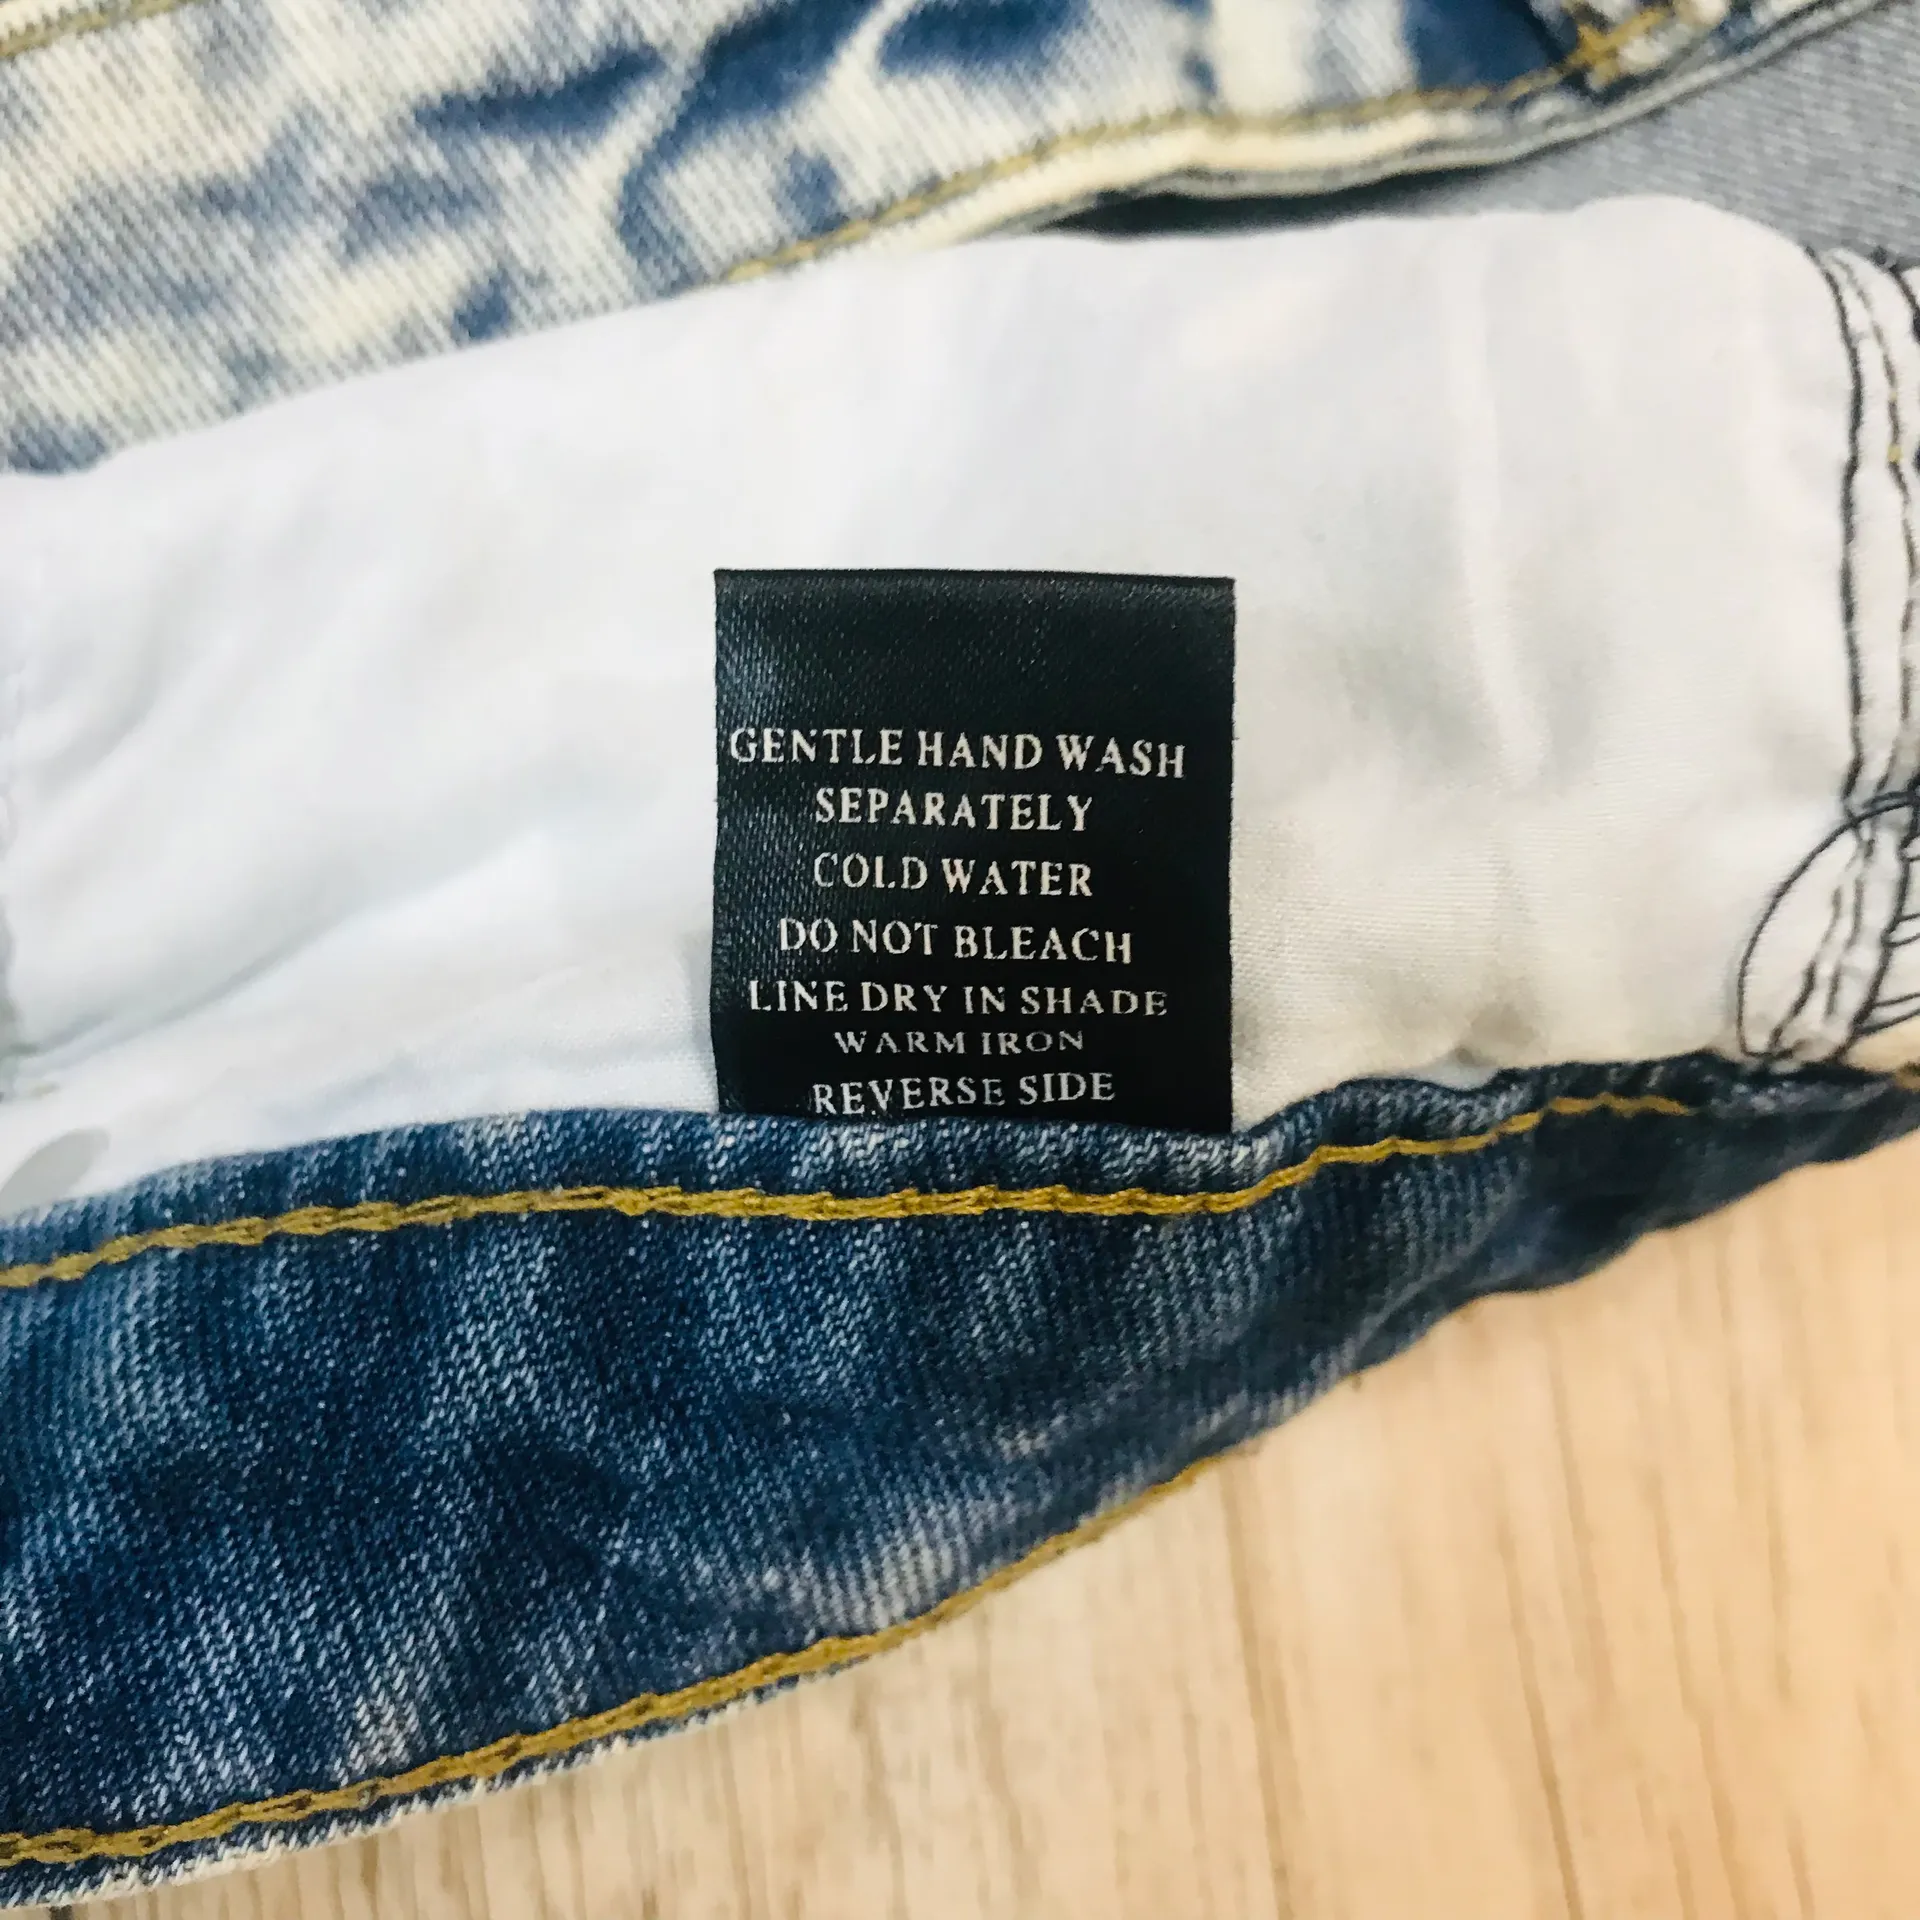 GENTLE HAND WASH
SEPARATELY
COLD WATER
DO NOT BLEACH
LINE DRY IN SHADE
WARM IRON
REVERSE SIDE